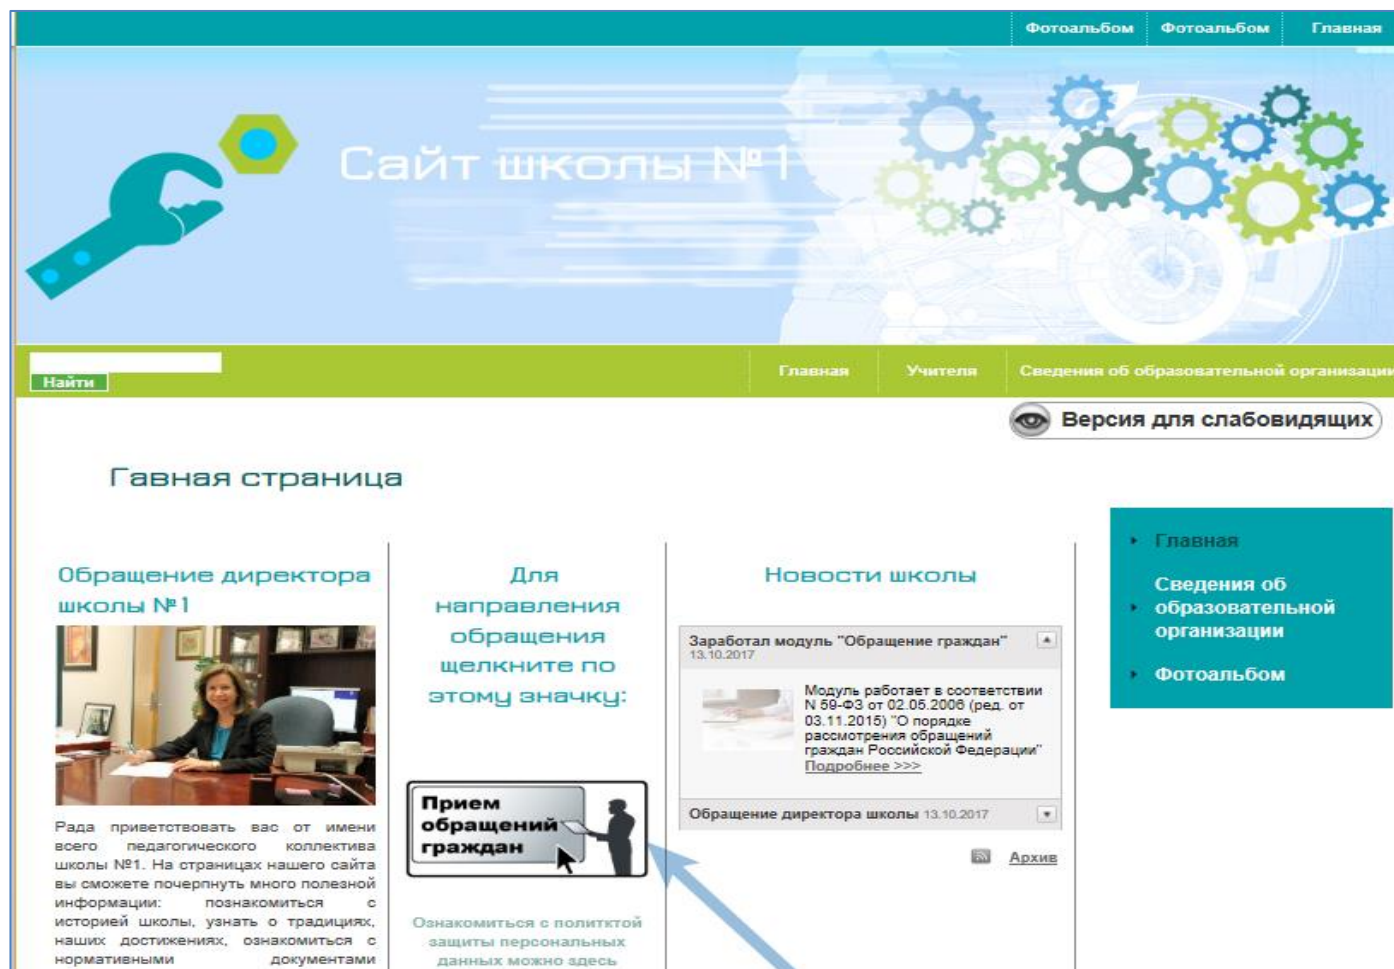 Фотоальбом
Фотоальбом
Главная
Сайт школы №1
Найти
Главная
Учителя
Сведения об образовательной организации
Версия для слабовидящих
Гавная страница
Обращение директора
школы №1
Рада приветствовать вас от имени
всего педагогического коллектива
школы №1. На страницах нашего сайта
вы сможете почерпнуть много полезной
информации: познакомиться с
историей школы, узнать о традициях,
наших достижениях, ознакомиться с
нормативными документами
Для
направления
обращения
щелкните по
этому значку:
Прием
обращений
граждан
Ознакомиться с политктой
защиты персональных
данных можно здесь
Новости школы
Заработал модуль "Обращение граждан"
13.10.2017
Модуль работает в соответствии
N 59-ФЗ от 02.05.2006 (ред. от
03.11.2015) "О порядке
рассмотрения обращений
граждан Российской Федерации"
Подробнее >>>
Обращение директора школы 13.10.2017
Архив
Главная
Сведения об
образовательной
организации
Фотоальбом